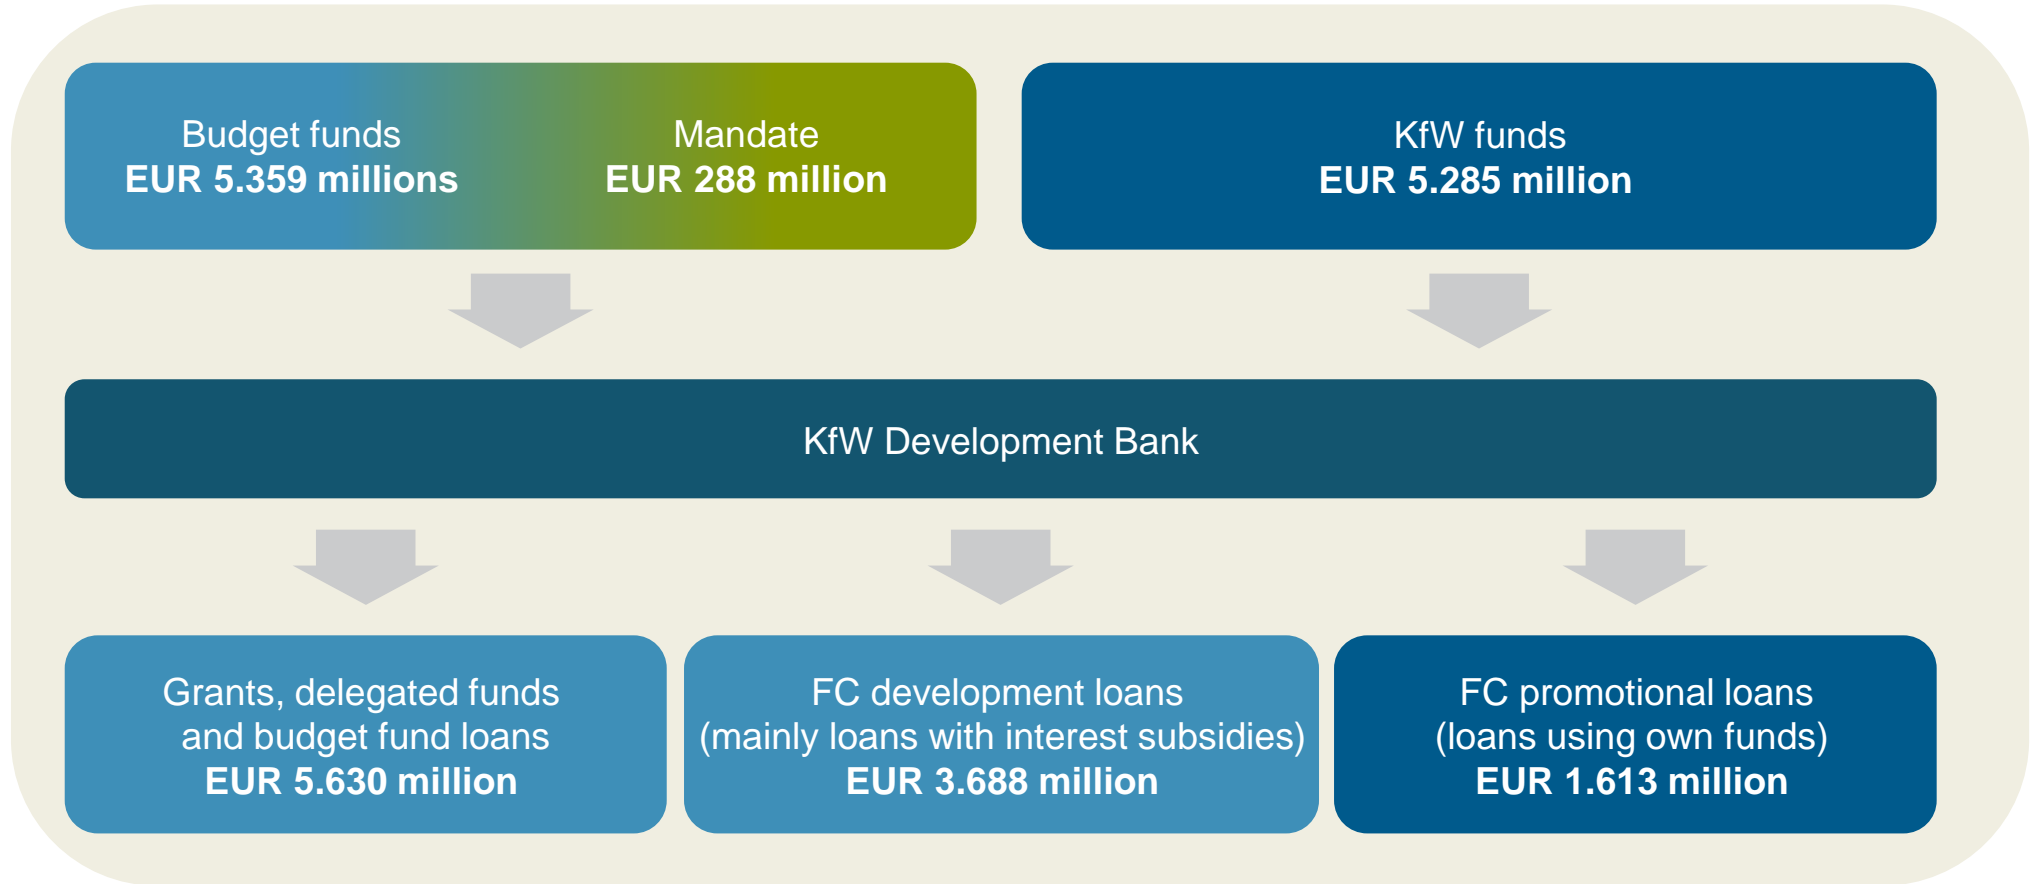 Budget funds
EUR 5.359 millions
Mandate
EUR 288 million
KfW funds
EUR 5.285 million
KfW Development Bank
Grants, delegated funds
and budget fund loans
EUR 5.630 million
FC development loans
(mainly loans with interest subsidies)
EUR 3.688 million
FC promotional loans
(loans using own funds)
EUR 1.613 million